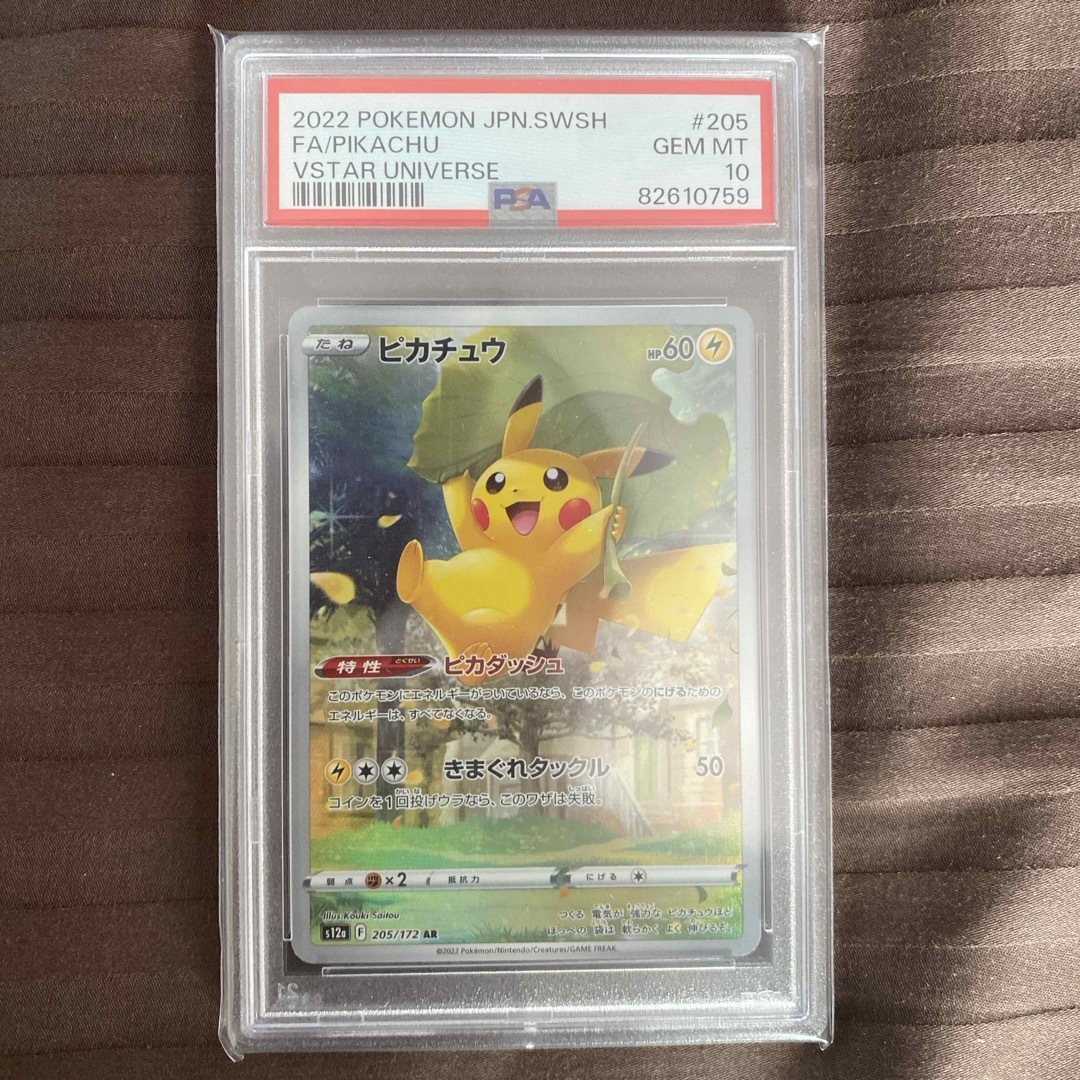 2022 POKEMON JPN.SWSH #205
FA/PIKACHU GEM MT
VSTAR UNIVERSE 10
PSA 82610759
たね ピカチュウ HP60
特性 とくせい ピカダッシュ
このポケモンにエネルギーがついているなら、このポケモンのにげるための
エネルギーは、すべてなくなる。
きまぐれタックル 50
コインを1回投げウラなら、このワザは失敗。
弱点 ×2 抵抗力 にげる
Illus.Kouki Saitou
つくる 電気が 強力な ピカチュウほど
ほっぺの 袋は 軟らかく よく 伸びるぞ。
s12a F 205/172 AR
©2022 Pokémon/Nintendo/Creatures/GAME FREAK.